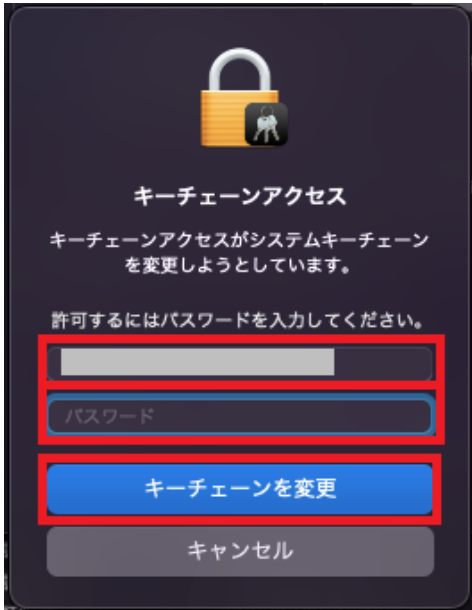 キーチェーンアクセス
キーチェーンアクセスがシステムキーチェーン
を変更しようとしています。
許可するにはパスワードを入力してください。
パスワード
キーチェーンを変更
キャンセル